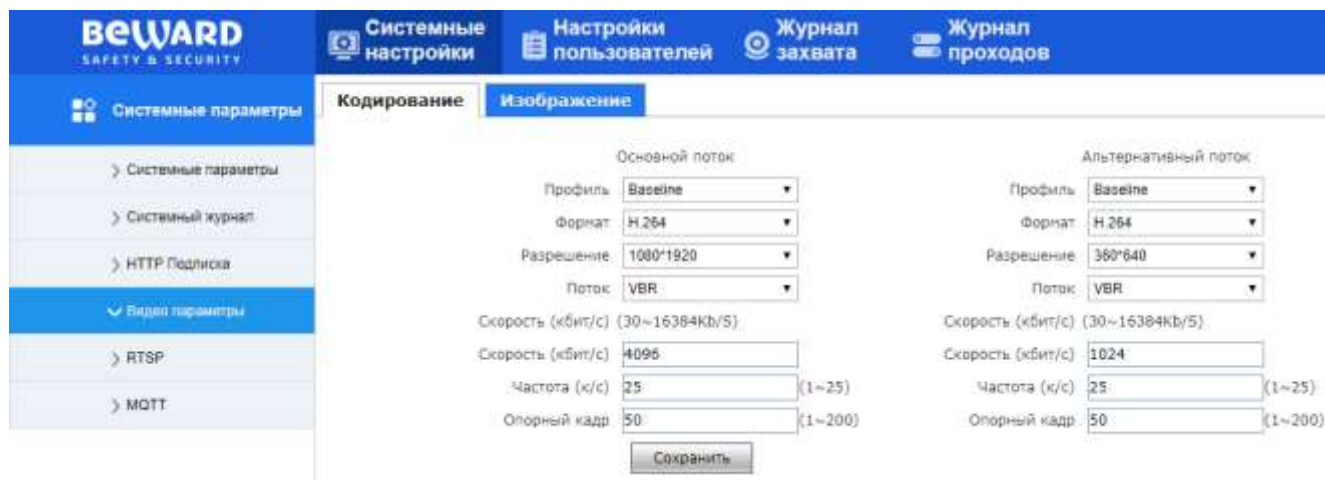 BEWARD
SAFETY & SECURITY
Системные настройки
Настройки пользователей
Журнал захвата
Журнал проходов
Системные параметры
Системные параметры
Системный журнал
HTTP Подписка
Видео параметры
RTSP
MQTT
Кодирование
Изображение
Основной поток
Профиль Baseline
Формат H.264
Разрешение 1080*1920
Поток VBR
Скорость (кбит/с) (30~16384Kb/S)
Скорость (кбит/с) 4096
Частота (к/с) 25 (1~25)
Опорный кадр 50 (1~200)
Сохранить
Альтернативный поток
Профиль Baseline
Формат H.264
Разрешение 360*640
Поток VBR
Скорость (кбит/с) (30~16384Kb/S)
Скорость (кбит/с) 1024
Частота (к/с) 25 (1~25)
Опорный кадр 50 (1~200)